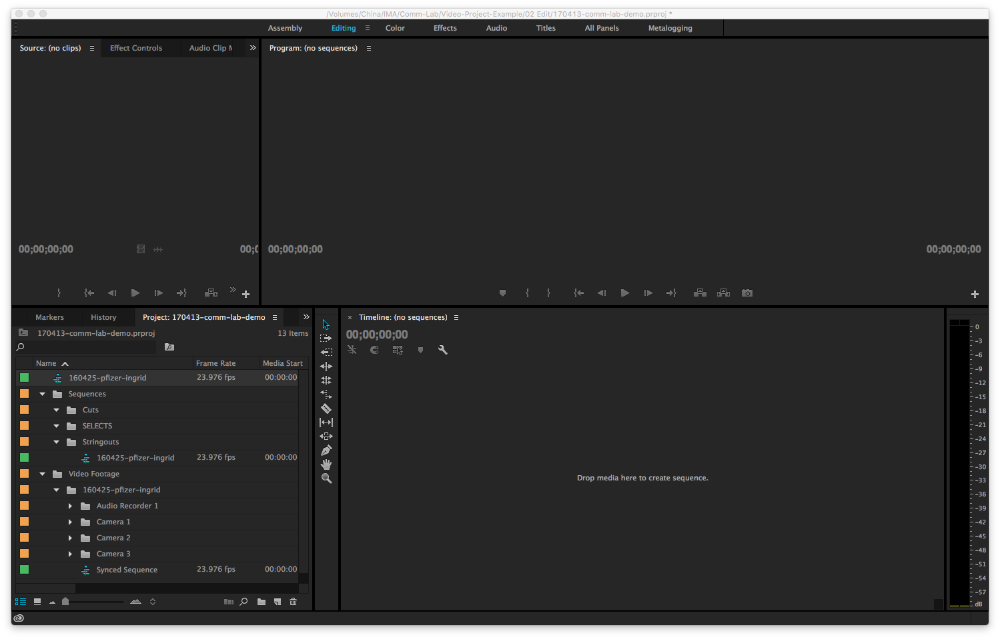 /Volumes/China/IMA/Comm-Lab/Video-Project-Example/02 Edit/170413-comm-lab-demo.prproj *
Assembly Editing Color Effects Audio Titles All Panels Metalogging
Source: (no clips) Effect Controls Audio Clip M
Program: (no sequences)
00;00;00;00 00;0
00;00;00;00 00;00;00;00
Markers History Project: 170413-comm-lab-demo
170413-comm-lab-demo.prproj 13 Items
Name Frame Rate Media Start
160425-pfizer-ingrid 23.976 fps 00:00:00
Sequences
Cuts
SELECTS
Stringouts
160425-pfizer-ingrid 23.976 fps 00:00:00
Video Footage
160425-pfizer-ingrid
Audio Recorder 1
Camera 1
Camera 2
Camera 3
Synced Sequence 23.976 fps 00:00:00
× Timeline: (no sequences)
00;00;00;00
Drop media here to create sequence.
0
-3
-6
-9
-12
-15
-18
-21
-24
-27
-30
-33
-36
-39
-42
-45
-48
-51
-54
-57
dB